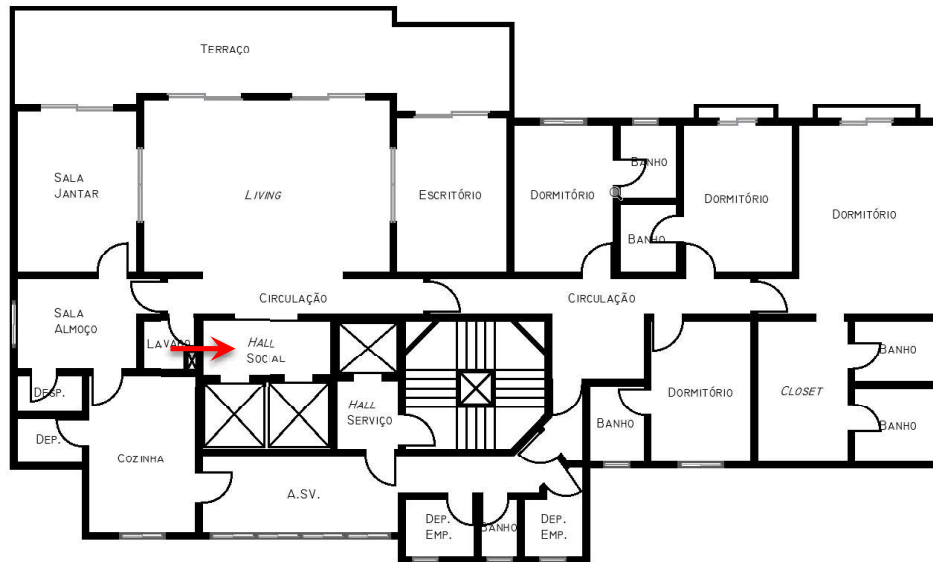 TERRAÇO
SALA
JANTAR
LIVING
ESCRITÓRIO
DORMITÓRIO
BANHO
BANHO
DORMITÓRIO
DORMITÓRIO
SALA
ALMOÇO
CIRCULAÇÃO
CIRCULAÇÃO
LAVABO
HALL
SOCIAL
DESP.
DEP.
COZINHA
HALL
SERVIÇO
A.SV.
BANHO
DORMITÓRIO
CLOSET
BANHO
BANHO
DEP.
EMP.
BANHO
DEP.
EMP.